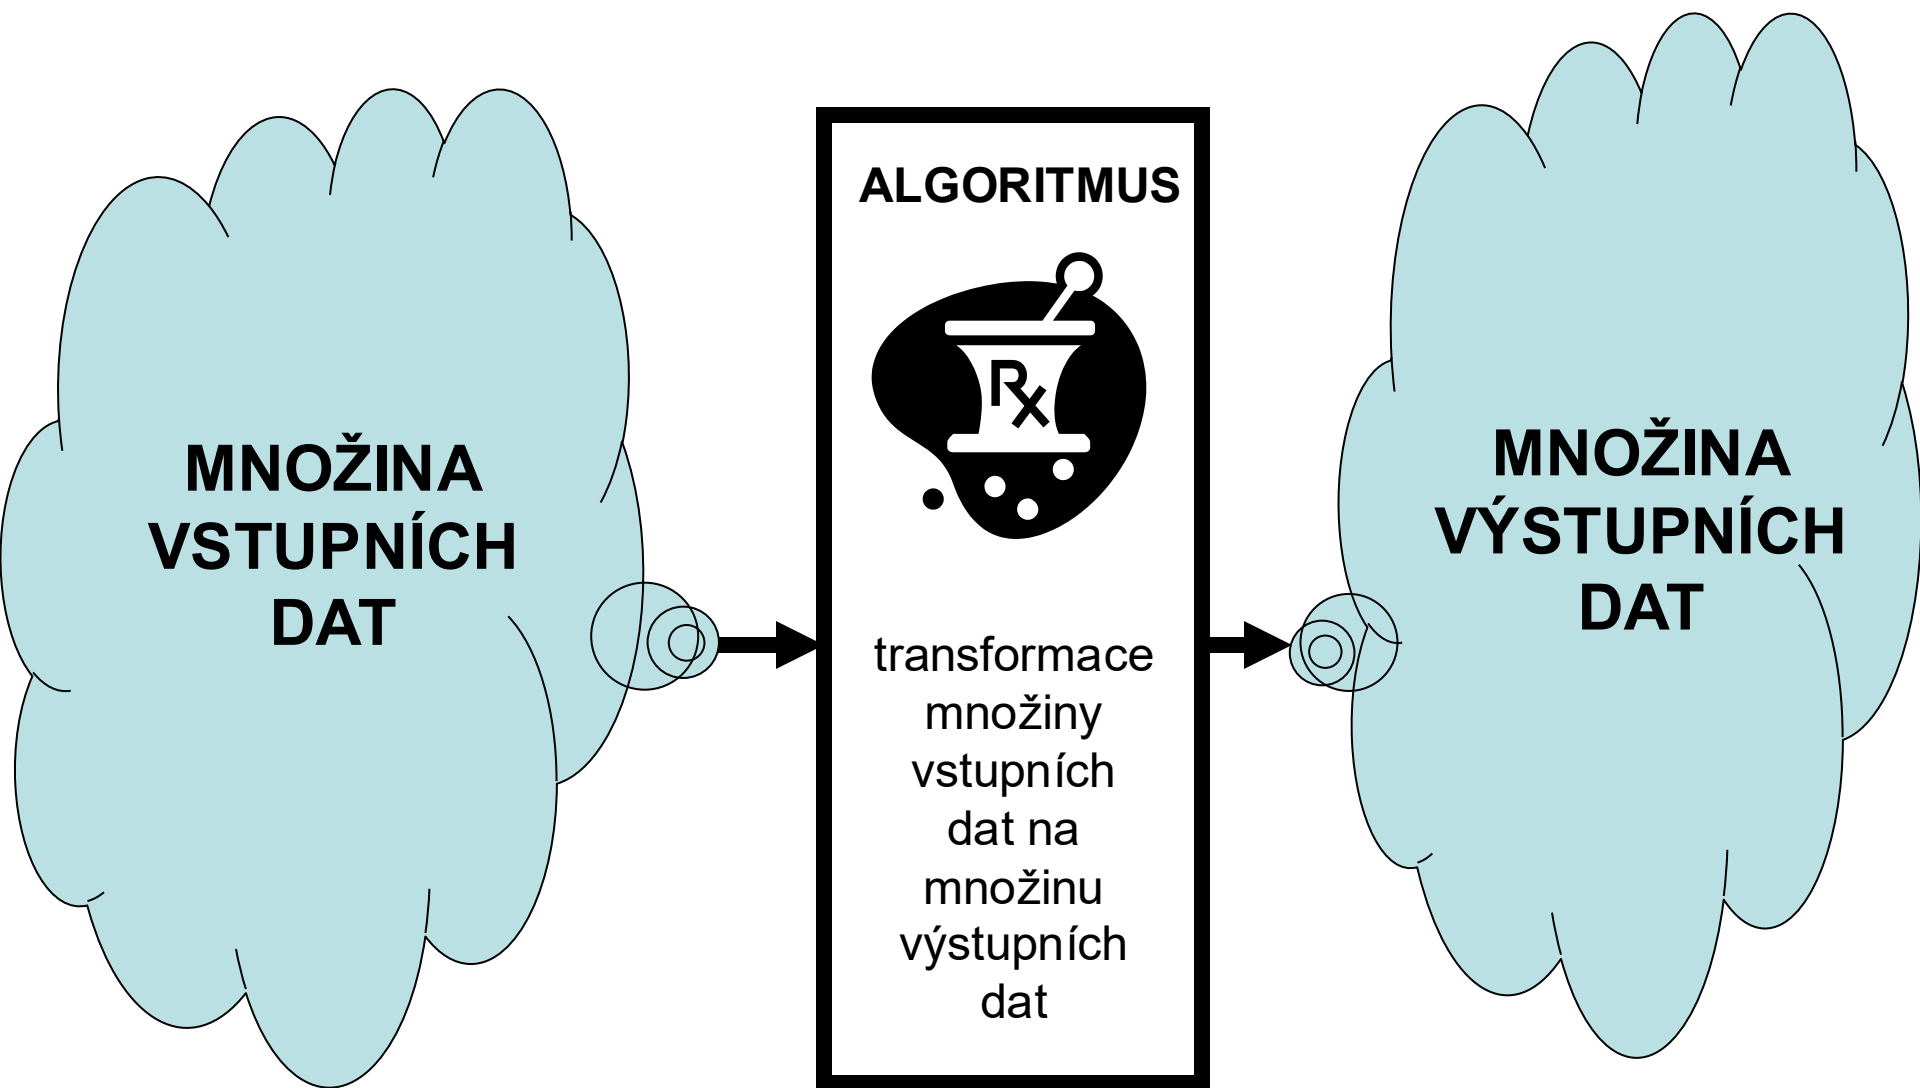 MNOŽINA
VSTUPNÍCH
DAT
ALGORITMUS
Rx
transformace
množiny
vstupních
dat na
množinu
výstupních
dat
MNOŽINA
VÝSTUPNÍCH
DAT